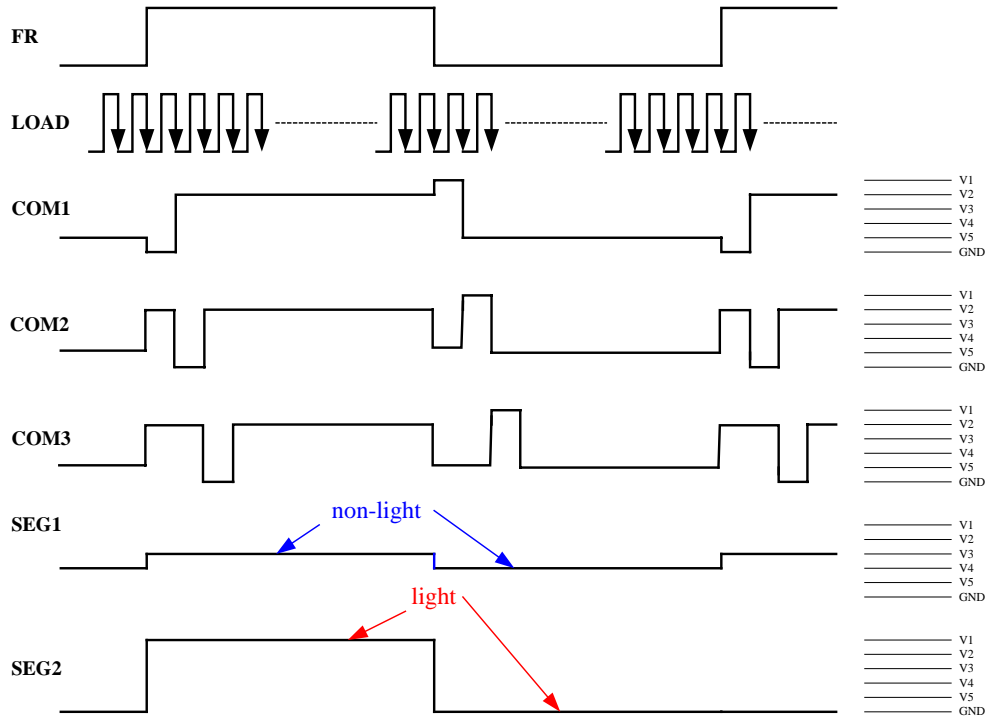 FR
LOAD
COM1
V1
V2
V3
V4
V5
GND
COM2
V1
V2
V3
V4
V5
GND
COM3
V1
V2
V3
V4
V5
GND
SEG1
non-light
V1
V2
V3
V4
V5
GND
light
SEG2
V1
V2
V3
V4
V5
GND